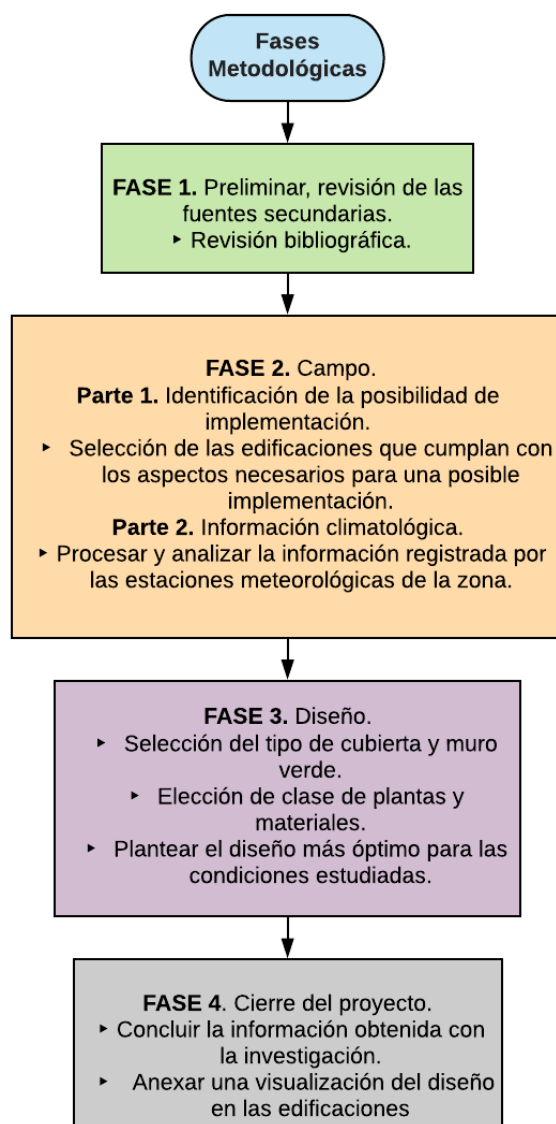 Fases
Metodológicas
FASE 1. Preliminar, revisión de las
fuentes secundarias.
‣ Revisión bibliográfica.
FASE 2. Campo.
Parte 1. Identificación de la posibilidad de
implementación.
‣ Selección de las edificaciones que cumplan con
los aspectos necesarios para una posible
implementación.
Parte 2. Información climatológica.
‣ Procesar y analizar la información registrada por
las estaciones meteorológicas de la zona.
FASE 3. Diseño.
‣ Selección del tipo de cubierta y muro
verde.
‣ Elección de clase de plantas y
materiales.
‣ Plantear el diseño más óptimo para las
condiciones estudiadas.
FASE 4. Cierre del proyecto.
‣ Concluir la información obtenida con
la investigación.
‣ Anexar una visualización del diseño
en las edificaciones